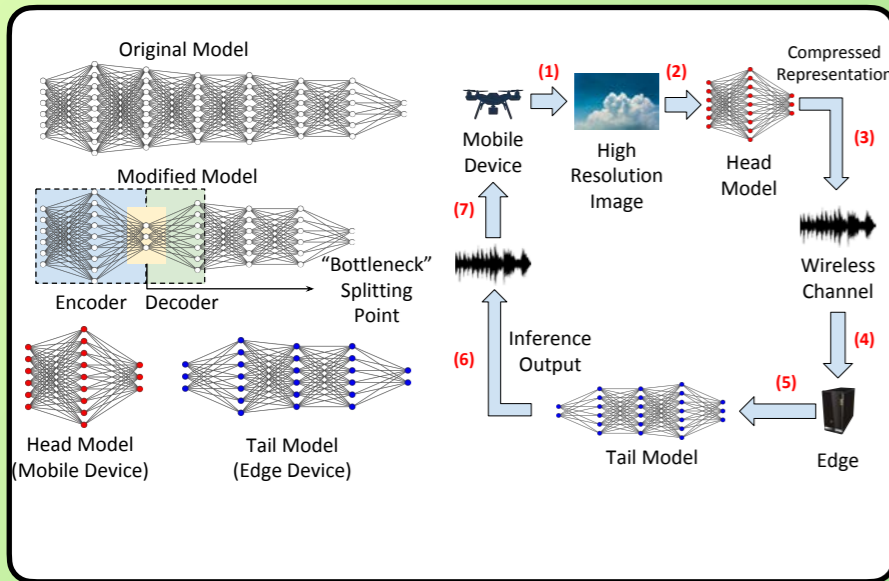 Original Model
Modified Model
Encoder
Decoder
“Bottleneck”
Splitting
Point
Head Model
(Mobile Device)
Tail Model
(Edge Device)
(1)
(2)
Compressed
Representation
Mobile
Device
High
Resolution
Image
Head
Model
(3)
Wireless
Channel
(4)
Edge
(5)
Tail Model
Inference
Output
(6)
(7)